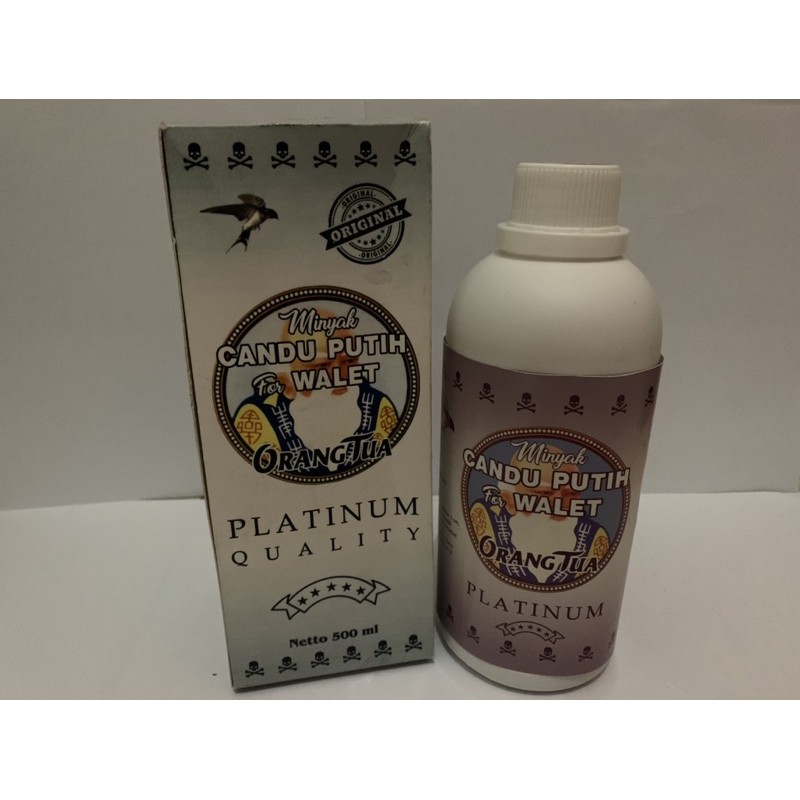 ORIGINAL
ORIGINAL
ORIGINAL
Minyak
CANDU PUTIH
For WALET
ORANG TUA
PLATINUM
QUALITY
Netto 500 ml
Minyak
CANDU PUTIH
For WALET
ORANG TUA
PLATINUM